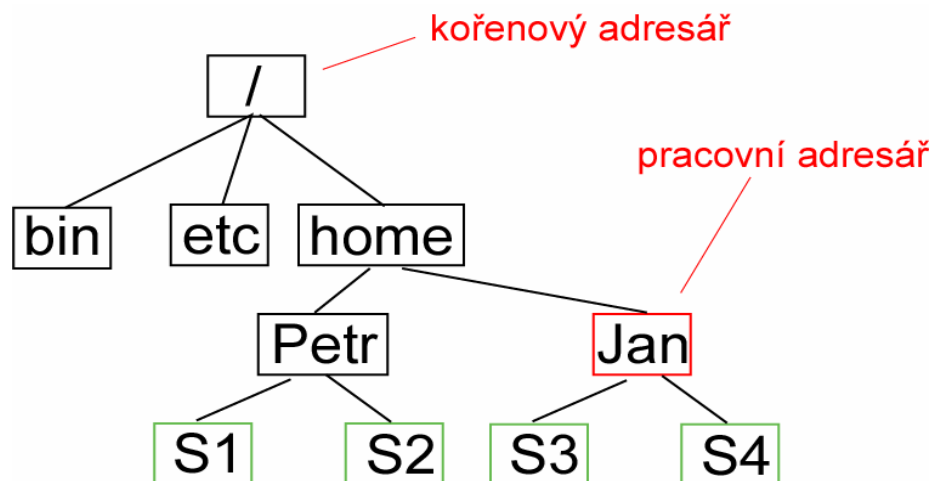 kořenový adresář
/
pracovní adresář
bin
etc
home
Petr
Jan
S1
S2
S3
S4